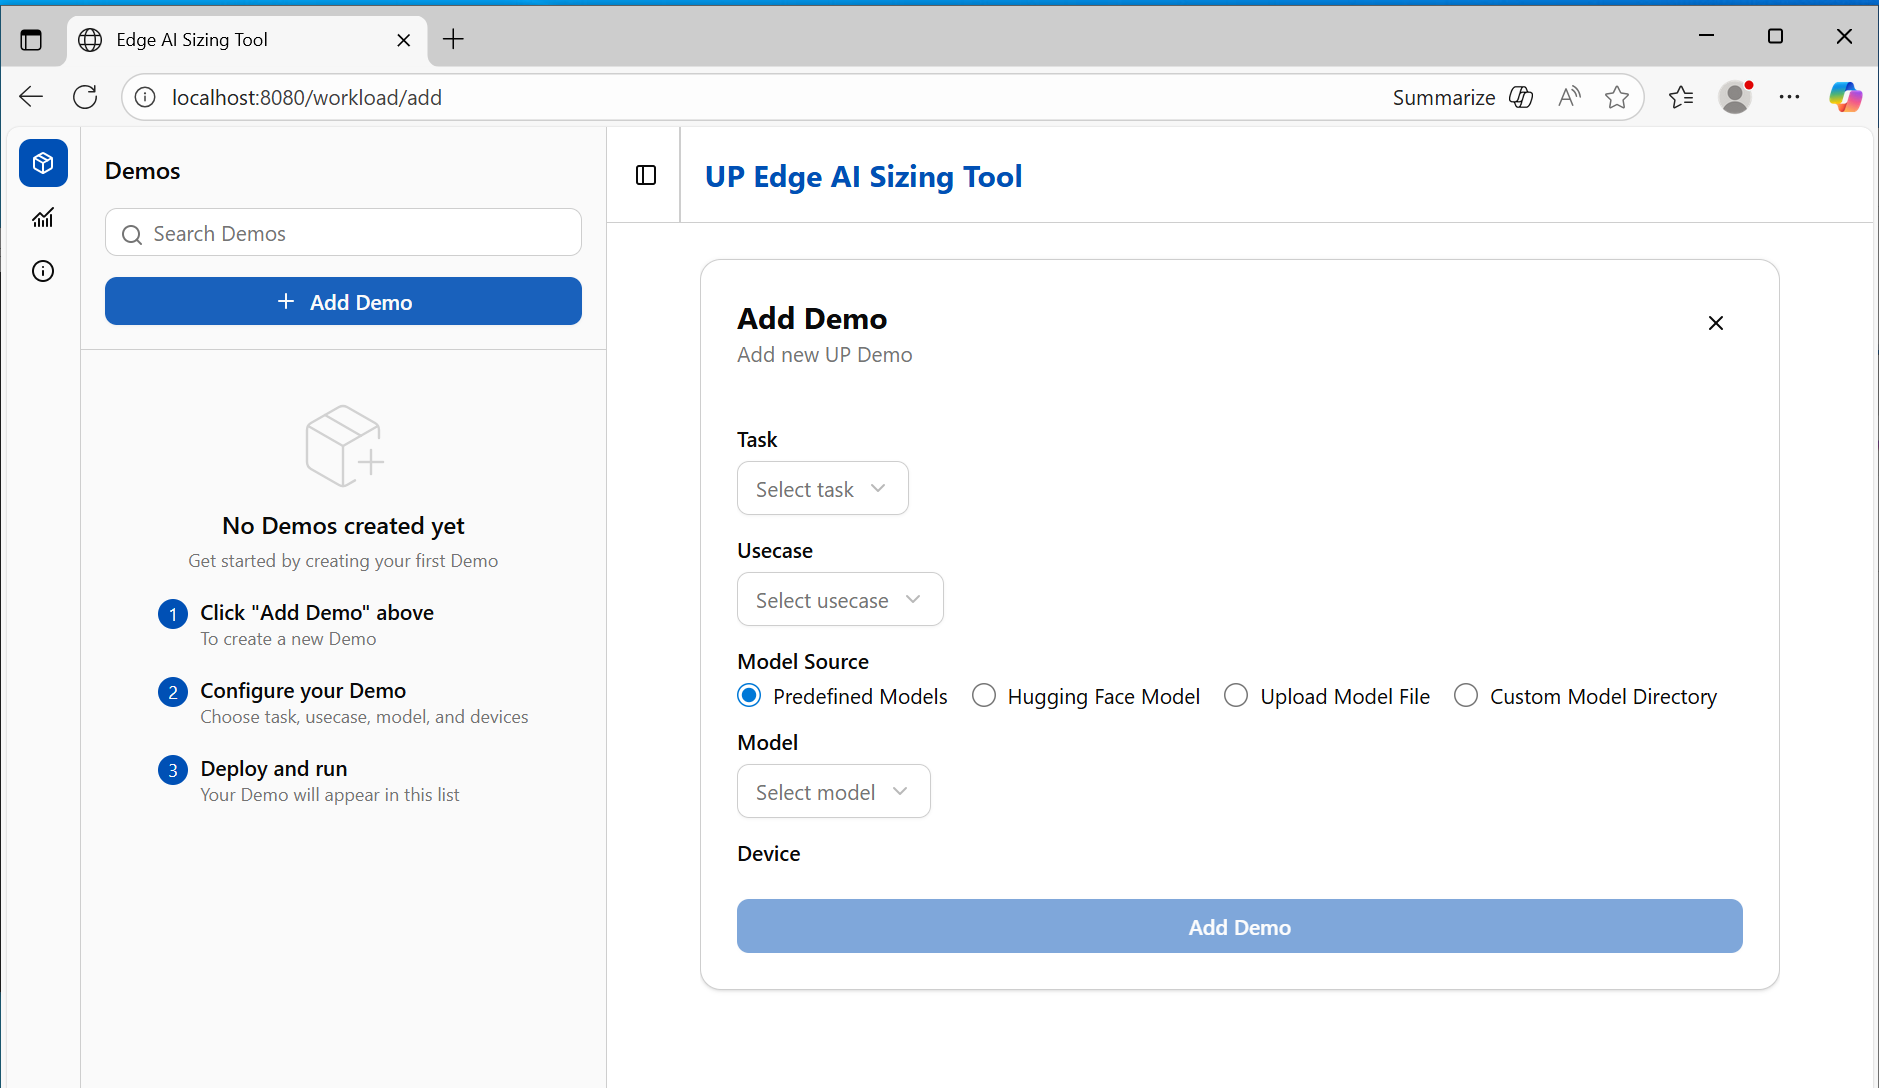 Edge AI Sizing Tool
localhost:8080/workload/add
Summarize
Demos
Search Demos
Add Demo
No Demos created yet
Get started by creating your first Demo
1 Click "Add Demo" above
To create a new Demo
2 Configure your Demo
Choose task, usecase, model, and devices
3 Deploy and run
Your Demo will appear in this list
UP Edge AI Sizing Tool
Add Demo
Add new UP Demo
Task
Select task
Usecase
Select usecase
Model Source
Predefined Models Hugging Face Model Upload Model File Custom Model Directory
Model
Select model
Device
Add Demo